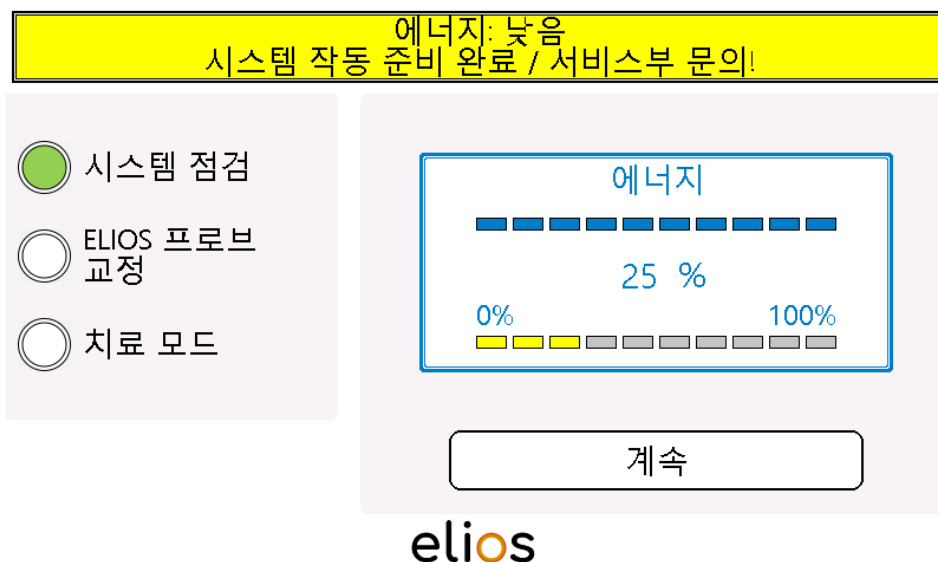 에너지: 낮음
시스템 작동 준비 완료 / 서비스부 문의!
시스템 점검
ELIOS 프로브
교정
치료 모드
에너지
25 %
0% 100%
계속
elios